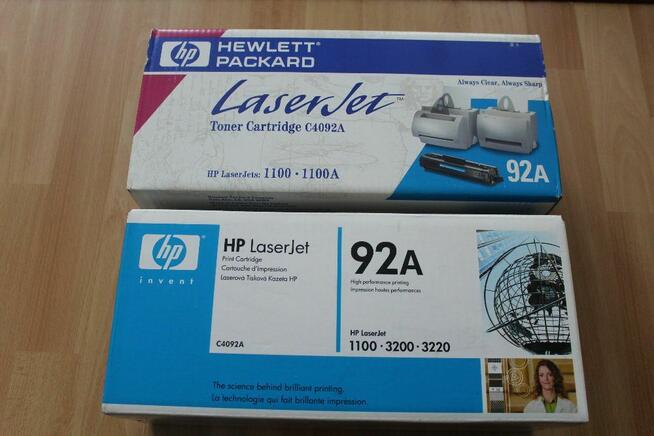 hp HEWLETT®
PACKARD
LaserJet™
Toner Cartridge C4092A
HP LaserJets: 1100 · 1100A
Always Clear, Always Sharp
92A
hp
invent
HP LaserJet
Print Cartridge
Cartouche d'Impression
Laserová Tisková Kazeta HP
C4092A
92A
High performance printing
Impression hautes performances
HP LaserJet
1100 · 3200 · 3220
The science behind brilliant printing.
La technologie qui fait brillante impression.